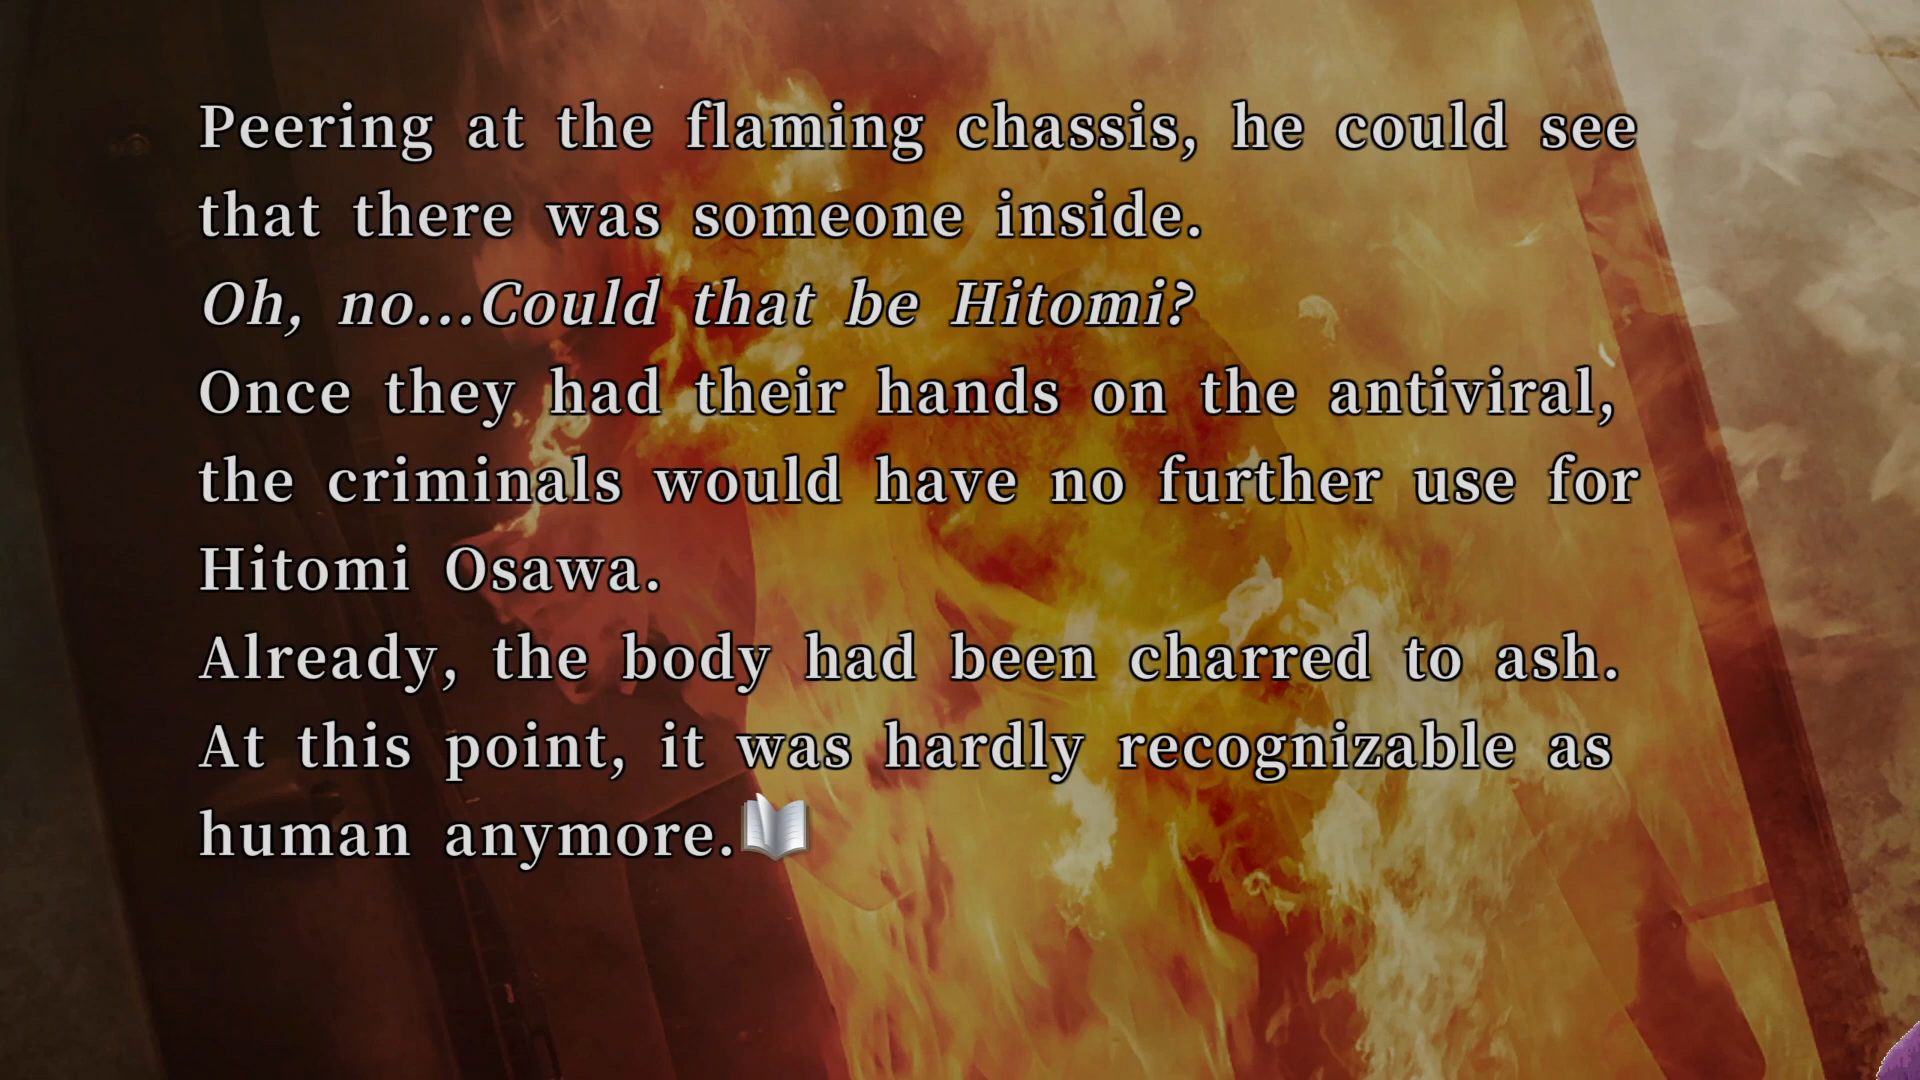 Peering at the flaming chassis, he could see
that there was someone inside.
Oh, no...Could that be Hitomi?
Once they had their hands on the antiviral,
the criminals would have no further use for
Hitomi Osawa.
Already, the body had been charred to ash.
At this point, it was hardly recognizable as
human anymore.